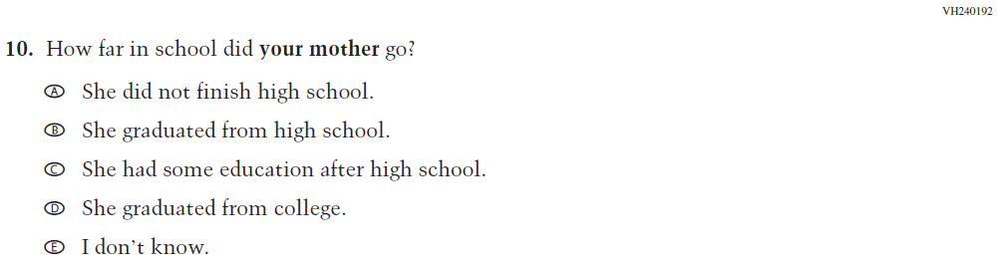 VH240192
10. How far in school did your mother go?
A She did not finish high school.
B She graduated from high school.
C She had some education after high school.
D She graduated from college.
E I don’t know.